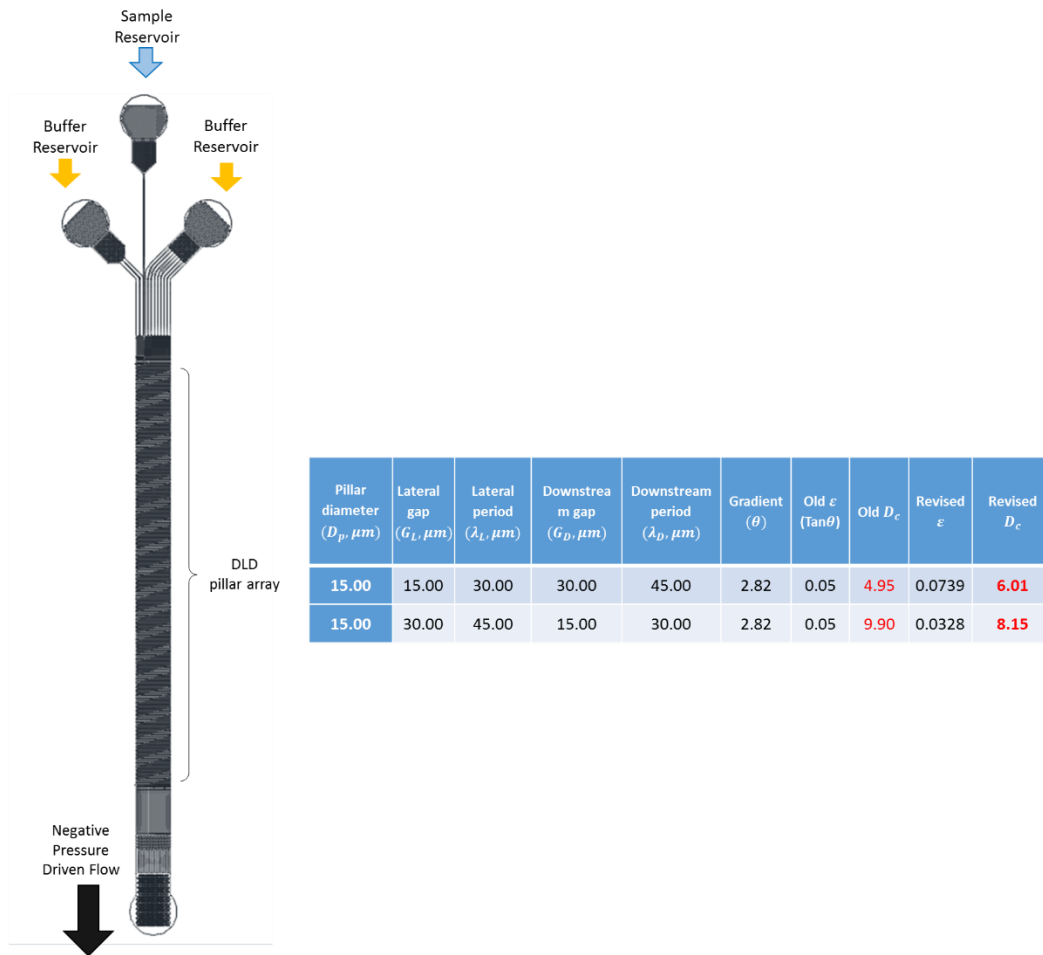 Sample
Reservoir
Buffer
Reservoir
Buffer
Reservoir
DLD
pillar array
Negative
Pressure
Driven Flow
Pillar diameter (D_p, μm) Lateral gap (G_L, μm) Lateral period (λ_L, μm) Downstrea m gap (G_D, μm) Downstream period (λ_D, μm) Gradient (θ) Old ε (Tanθ) Old D_c Revised ε Revised D_c
15.00 15.00 30.00 30.00 45.00 2.82 0.05 4.95 0.0739 6.01
15.00 30.00 45.00 15.00 30.00 2.82 0.05 9.90 0.0328 8.15